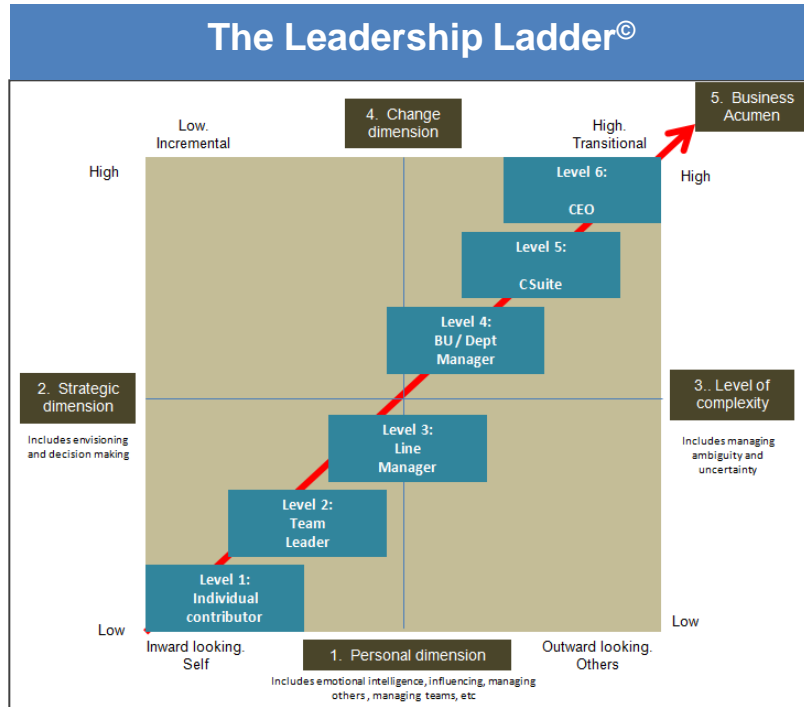 The Leadership Ladder©
5. Business
Acumen
4. Change
dimension
Low.
Incremental
High.
Transitional
High
High
Level 6:
CEO
Level 5:
CSuite
Level 4:
BU / Dept
Manager
2. Strategic
dimension
Includes envisioning
and decision making
3.. Level of
complexity
Includes managing
ambiguity and
uncertainty
Level 3:
Line
Manager
Level 2:
Team
Leader
Level 1:
Individual
contributor
Low
Low
Inward looking.
Self
1. Personal dimension
Outward looking.
Others
Includes emotional intelligence, influencing, managing
others , managing teams, etc